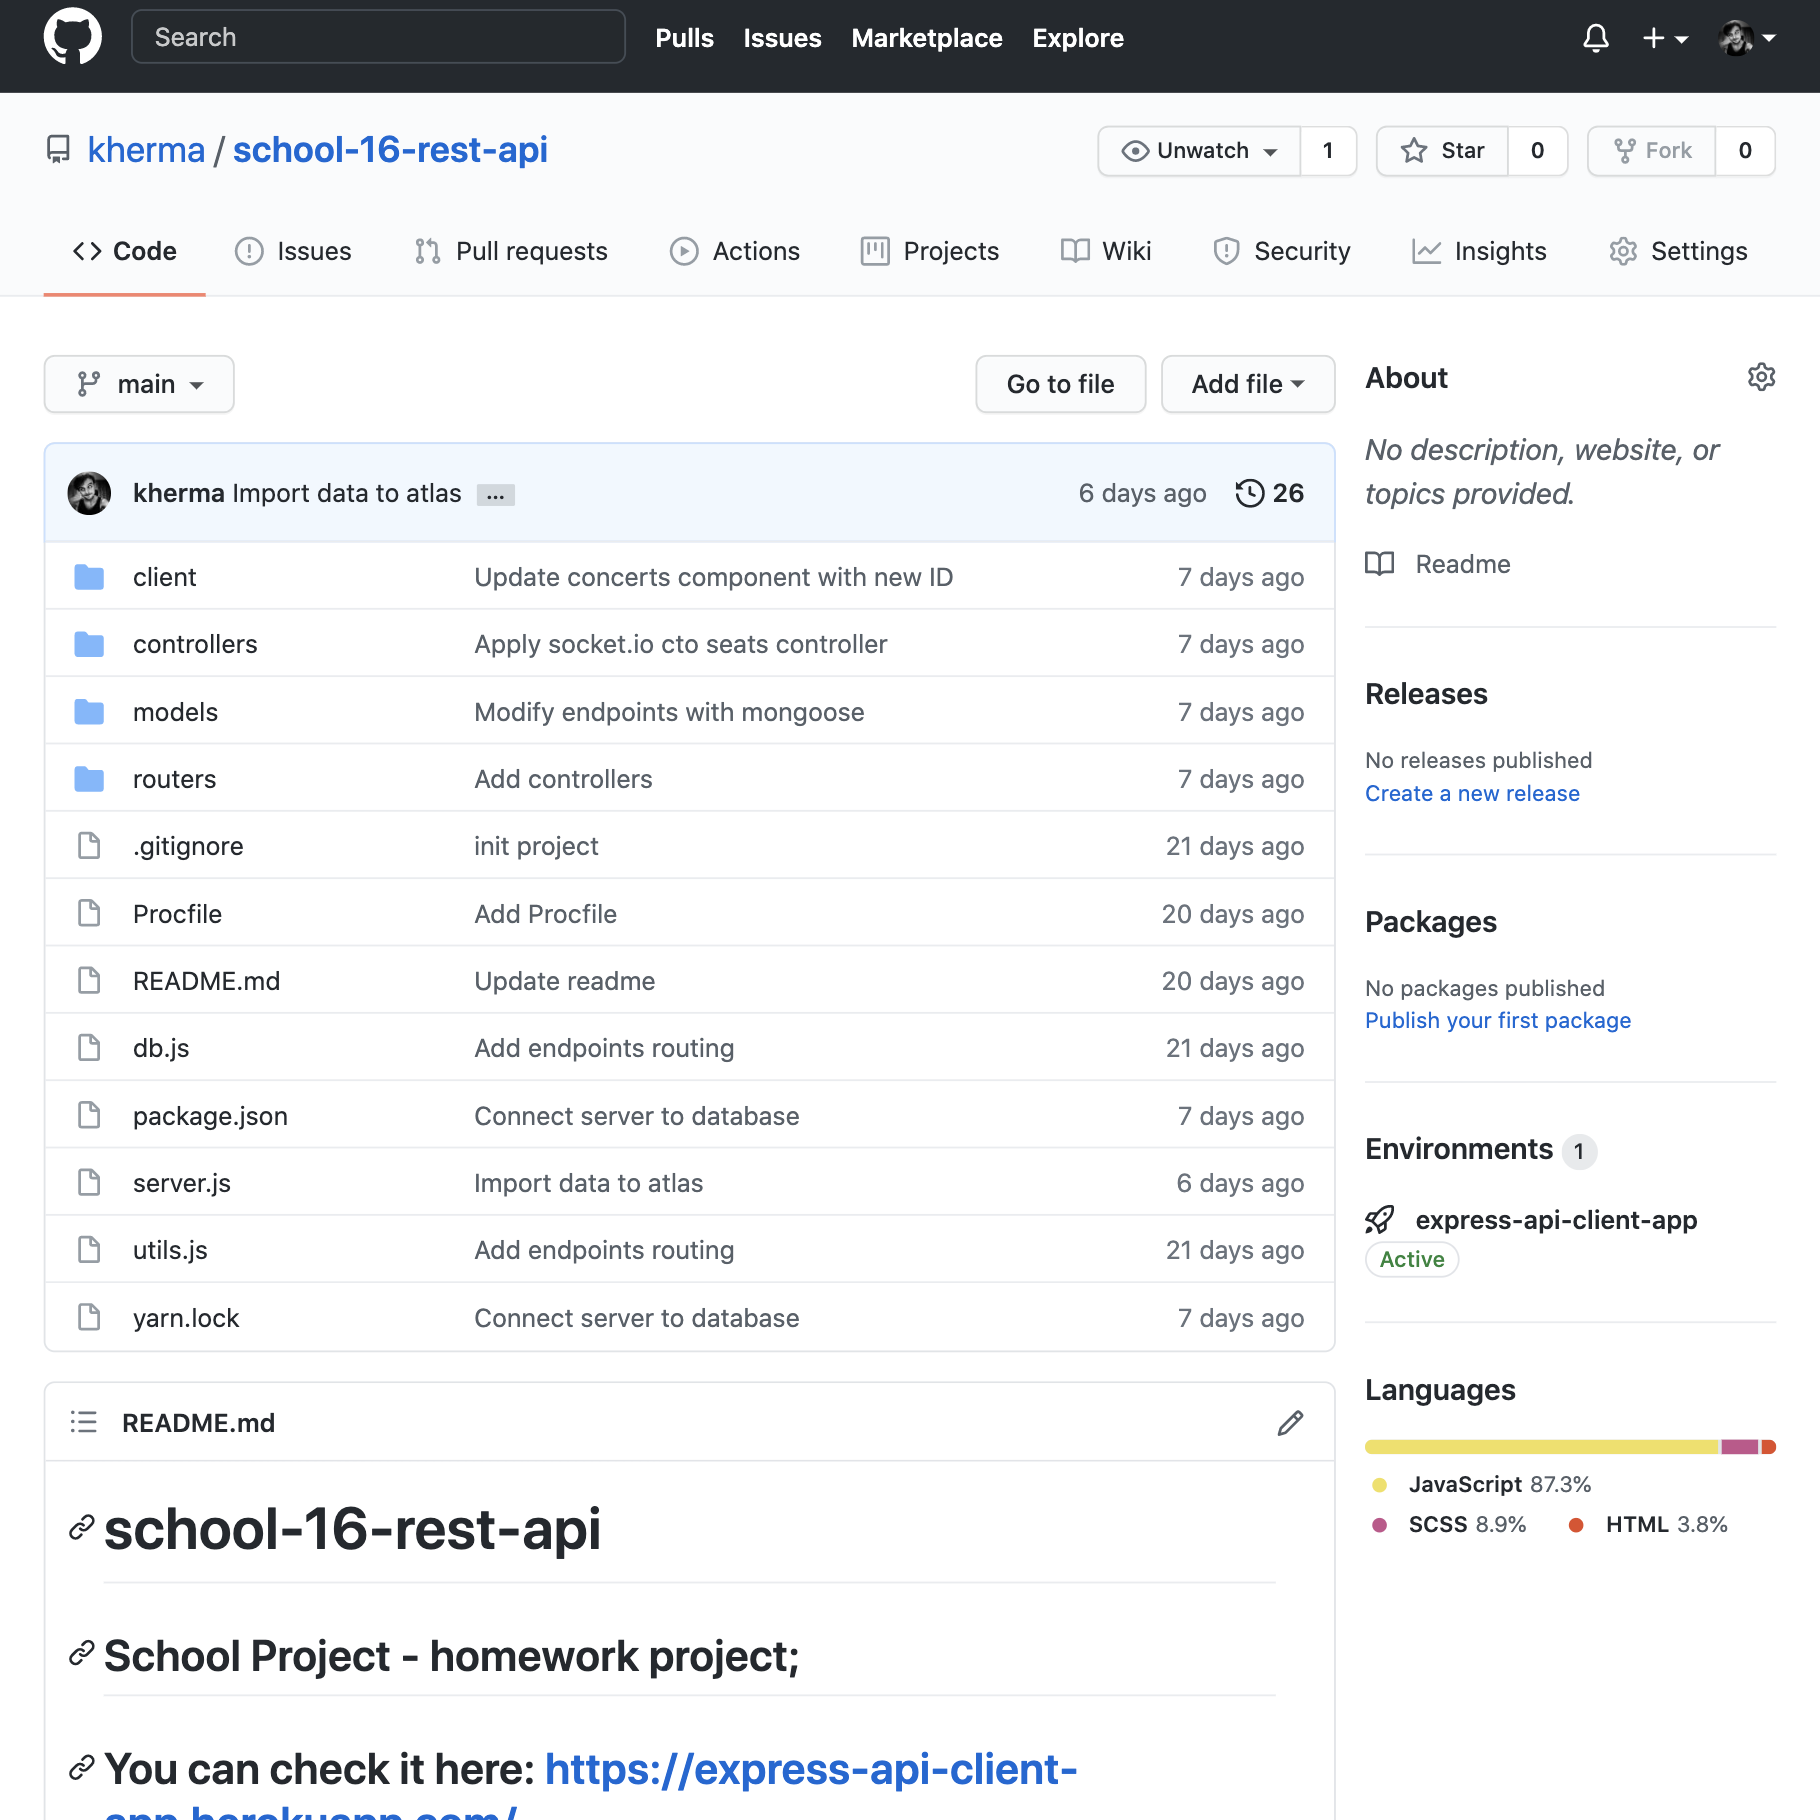 Search
Pulls Issues Marketplace Explore
kherma / school-16-rest-api
Unwatch 1 Star 0 Fork 0
Code Issues Pull requests Actions Projects Wiki Security Insights Settings
main Go to file Add file
kherma Import data to atlas ... 6 days ago 26
client Update concerts component with new ID 7 days ago
controllers Apply socket.io cto seats controller 7 days ago
models Modify endpoints with mongoose 7 days ago
routers Add controllers 7 days ago
.gitignore init project 21 days ago
Procfile Add Procfile 20 days ago
README.md Update readme 20 days ago
db.js Add endpoints routing 21 days ago
package.json Connect server to database 7 days ago
server.js Import data to atlas 6 days ago
utils.js Add endpoints routing 21 days ago
yarn.lock Connect server to database 7 days ago
README.md
school-16-rest-api
School Project - homework project;
You can check it here: https://express-api-client-
app.herokuapp.com/
About
No description, website, or
topics provided.
Readme
Releases
No releases published
Create a new release
Packages
No packages published
Publish your first package
Environments 1
express-api-client-app
Active
Languages
JavaScript 87.3%
SCSS 8.9% HTML 3.8%